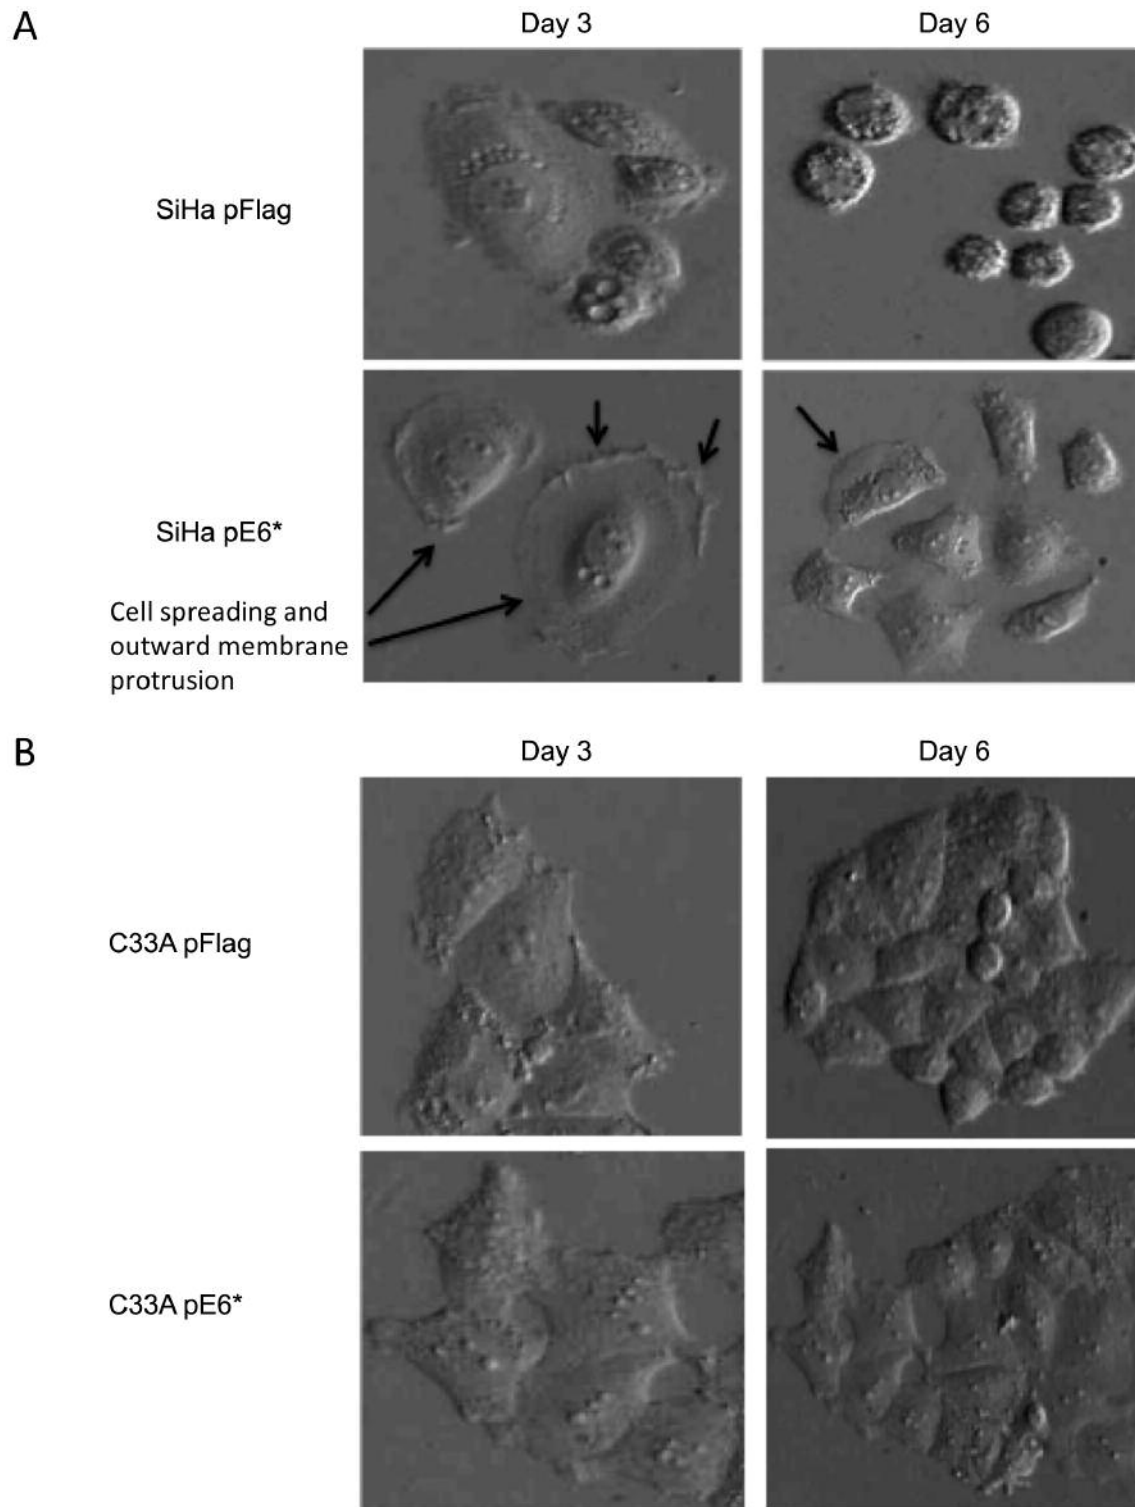 A
Day 3
Day 6
SiHa pFlag
SiHa pE6*
Cell spreading and
outward membrane
protrusion
B
Day 3
Day 6
C33A pFlag
C33A pE6*